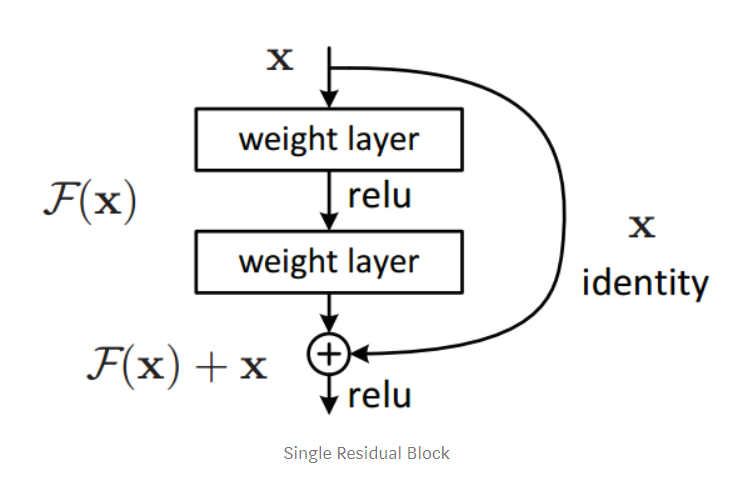 x
weight layer
relu
F(x)
weight layer
x
identity
F(x) + x
+
relu
Single Residual Block